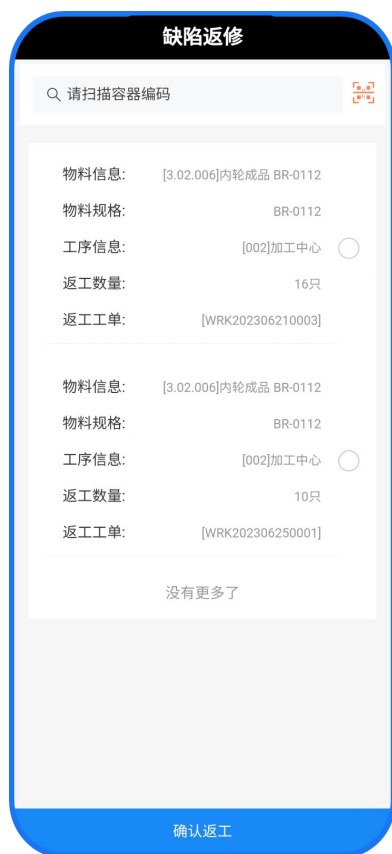 缺陷返修
请扫描容器编码
物料信息: [3.02.006]内轮成品 BR-0112
物料规格: BR-0112
工序信息: [002]加工中心
返工数量: 16只
返工工单: [WRK202306210003]
物料信息: [3.02.006]内轮成品 BR-0112
物料规格: BR-0112
工序信息: [002]加工中心
返工数量: 10只
返工工单: [WRK202306250001]
没有更多了
确认返工